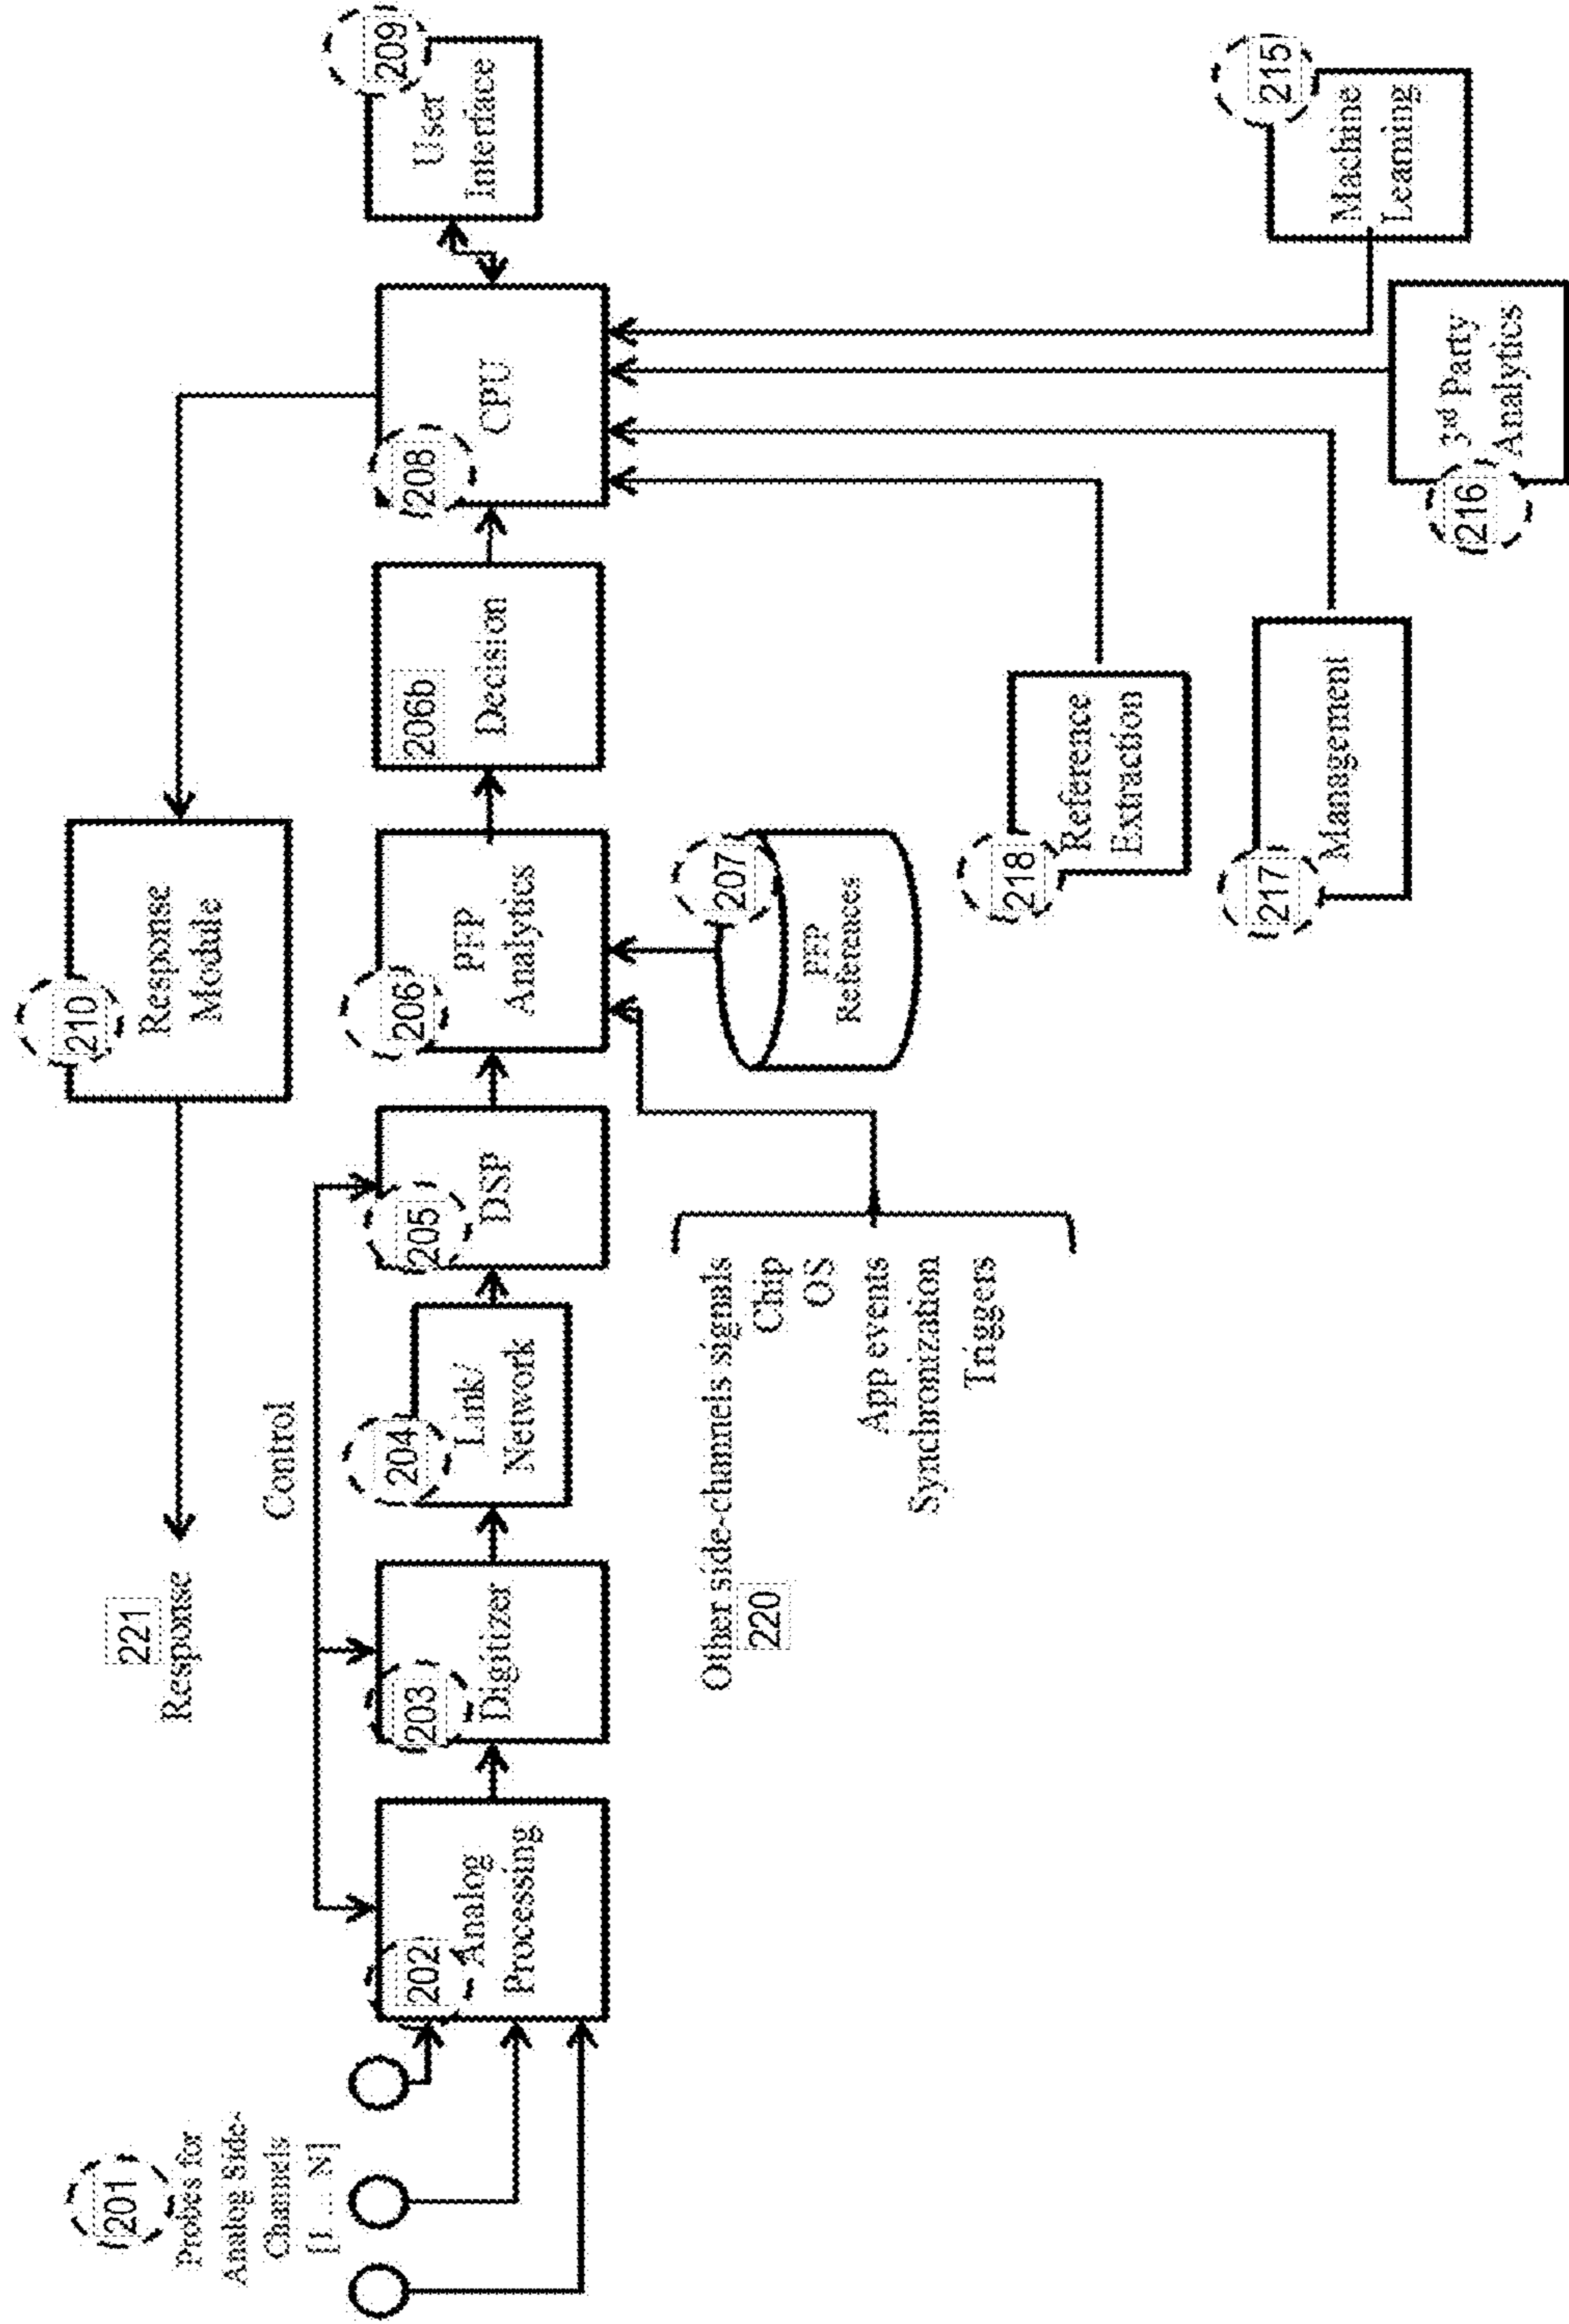 201
Probes for
Analog Side-
Channels
[1 ... N]
221
Response
210
Response
Module
Control
202
Analog
Processing
203
Digitizer
204
Link/
Network
205
DSP
206
PFP
Analytics
206b
Decision
208
CPU
209
User
Interface
207
PFP
References
Other side-channels signals
220
Chip
OS
App events
Synchronization
Triggers
218
Reference
Extraction
217
Management
216
3rd Party
Analytics
215
Machine
Learning